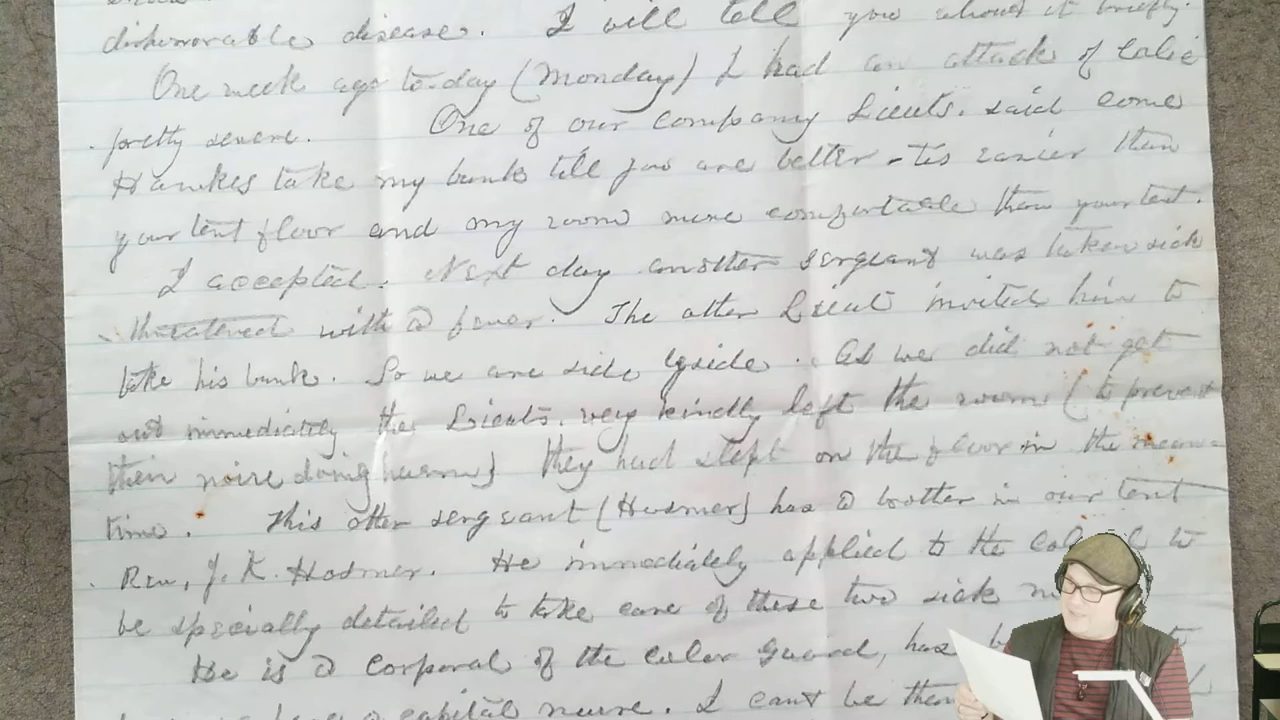 dishonorable disease. I will tell you about it briefly.
One week ago to-day (Monday) I had an attack of Colic
pretty severe. One of our company Lieuts. said come
Hawkes take my bunk till you are better - tis easier than
your tent floor and my room more comfortable than your tent.
I accepted. Next day another sergeant was taken sick
threatened with a fever. The other Lieut invited him to
take his bunk. So we are side by side. As we did not get
out immediately the Lieuts. very kindly left the room (to prevent
their noise doing harm) they had slept on the floor in the mean-
time. This other sergeant (Hosmer) has a brother in our tent
Rev, J. K. Hosmer. He immediately applied to the to
be specially detailed to take care of these two sick
He is a corporal of the Color Guard, has
a capital nurse. I can't be